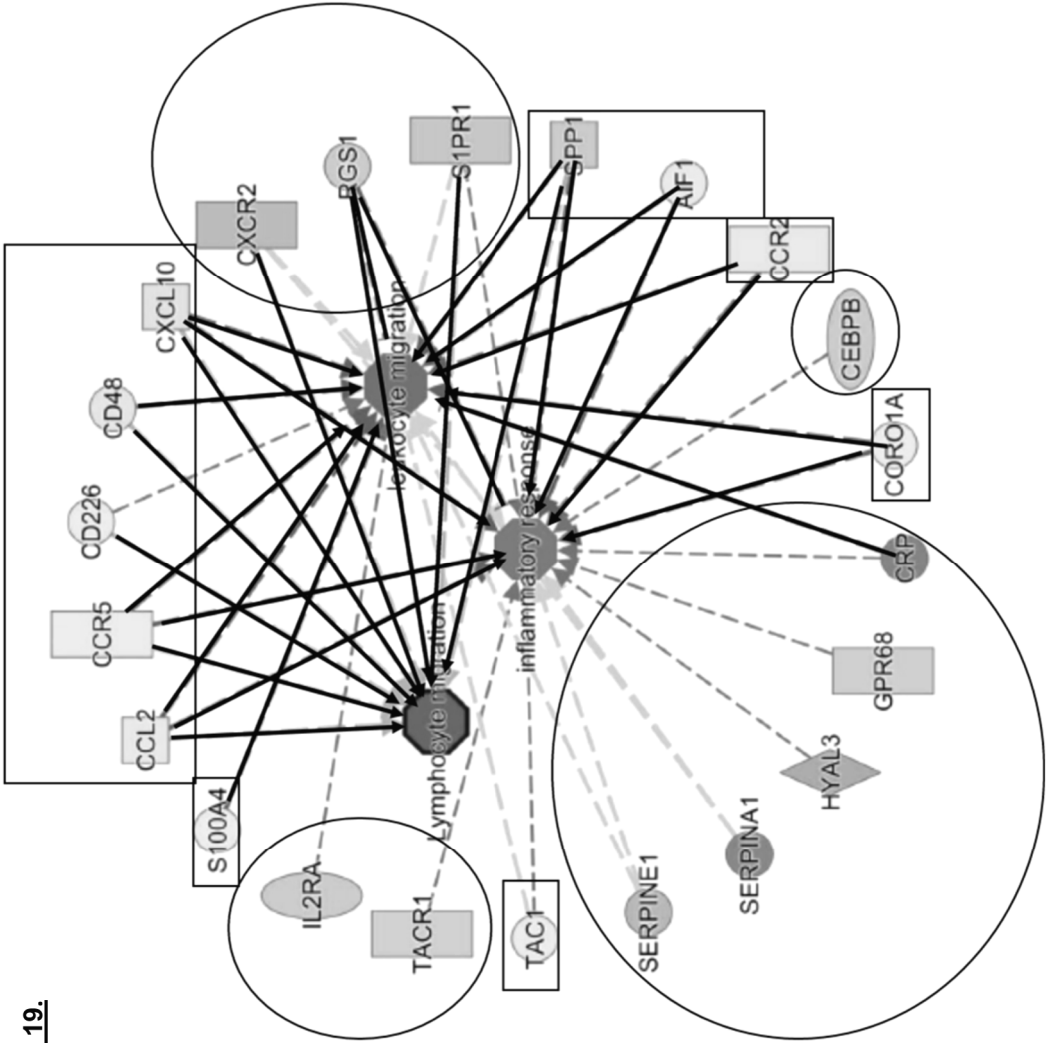 19.
S100A4
CCL2
CCR5
CD226
CD48
CXCL10
CXCR2
RGS1
S1PR1
SPP1
AIF1
CCR2
CEBPB
CORO1A
CRP
GPR68
HYAL3
SERPINA1
SERPINE1
TAC1
TACR1
IL2RA
leukocyte migration
Lymphocyte migration
inflammatory response